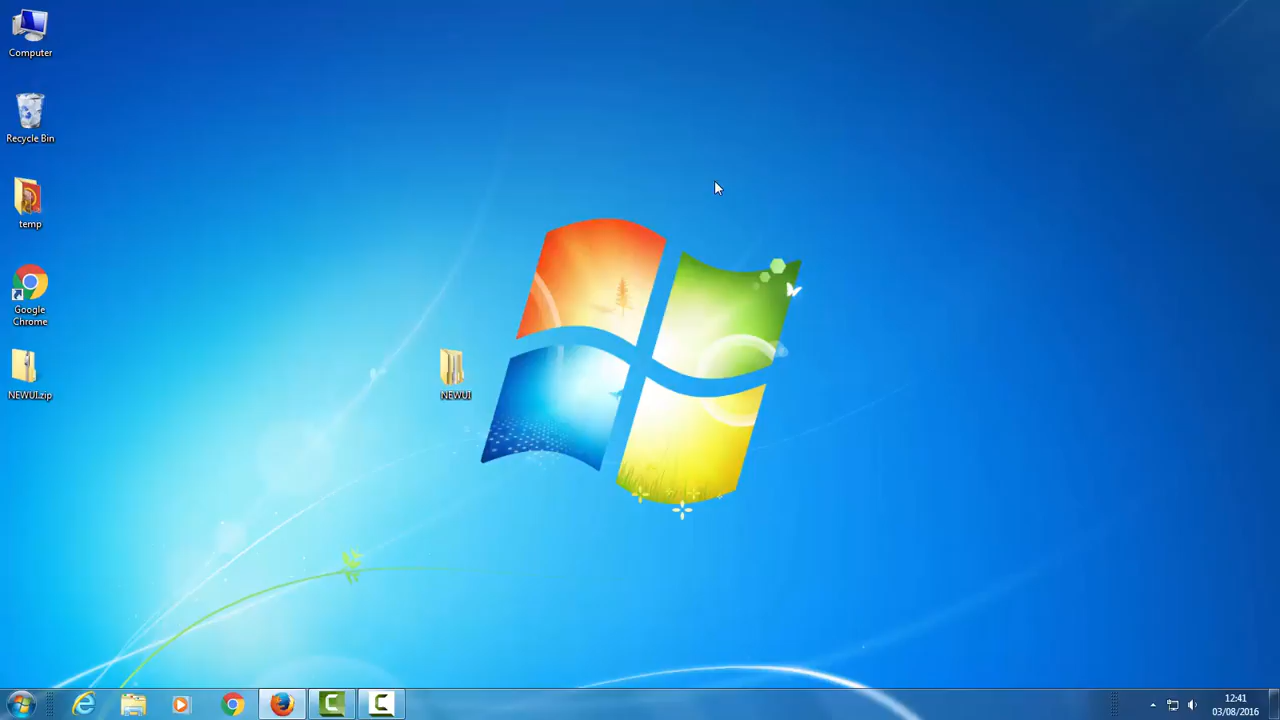 Computer
Recycle Bin
temp
Google
Chrome
NEWUI.zip
NEWUI
12:41
03/08/2016